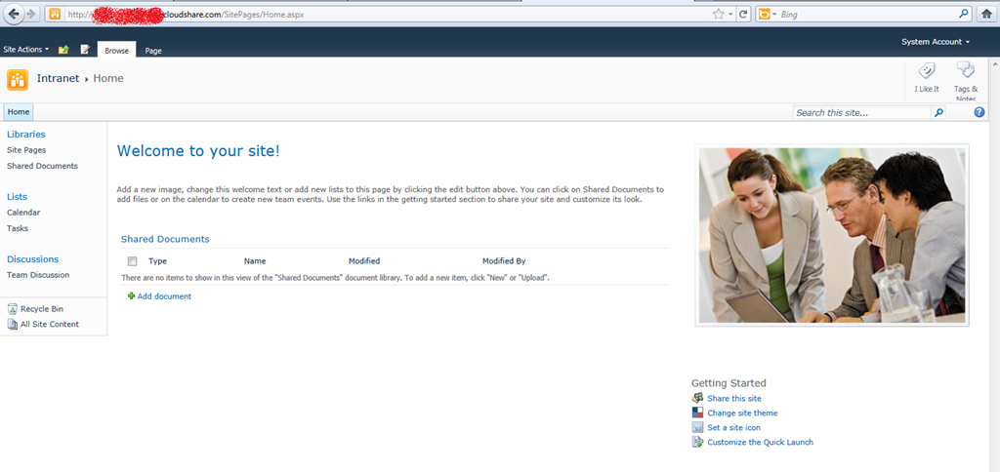 http:// cloudshare.com/SitePages/Home.aspx
Bing
System Account
Site Actions
Browse
Page
Intranet ▸ Home
I Like It
Tags & Notes
Home
Search this site...
Libraries
Site Pages
Shared Documents
Lists
Calendar
Tasks
Discussions
Team Discussion
Recycle Bin
All Site Content
Welcome to your site!
Add a new image, change this welcome text or add new lists to this page by clicking the edit button above. You can click on Shared Documents to
add files or on the calendar to create new team events. Use the links in the getting started section to share your site and customize its look.
Shared Documents
Type Name Modified Modified By
There are no items to show in this view of the "Shared Documents" document library. To add a new item, click "New" or "Upload".
Add document
Getting Started
Share this site
Change site theme
Set a site icon
Customize the Quick Launch